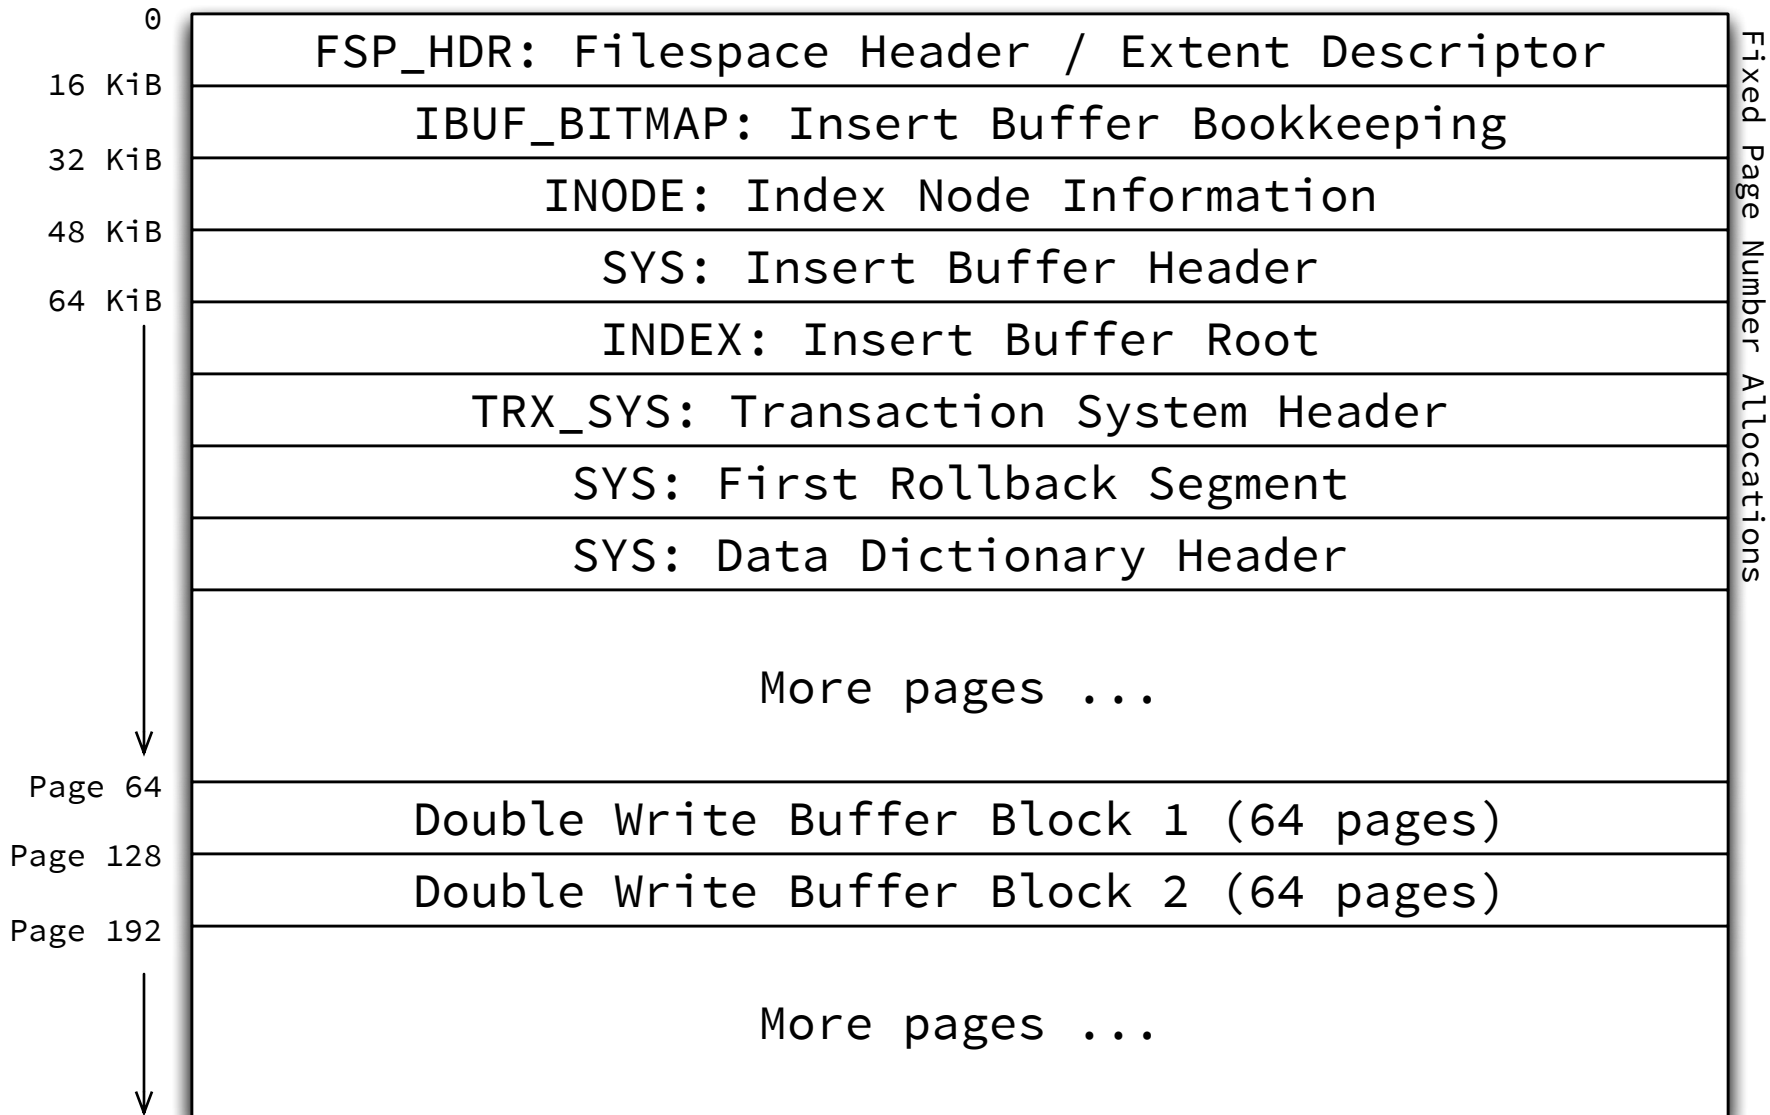 0
FSP_HDR: Filespace Header / Extent Descriptor
16 KiB
IBUF_BITMAP: Insert Buffer Bookkeeping
32 KiB
INODE: Index Node Information
48 KiB
SYS: Insert Buffer Header
64 KiB
INDEX: Insert Buffer Root
TRX_SYS: Transaction System Header
SYS: First Rollback Segment
SYS: Data Dictionary Header
More pages ...
Page 64
Double Write Buffer Block 1 (64 pages)
Page 128
Double Write Buffer Block 2 (64 pages)
Page 192
More pages ...
Fixed Page Number Allocations